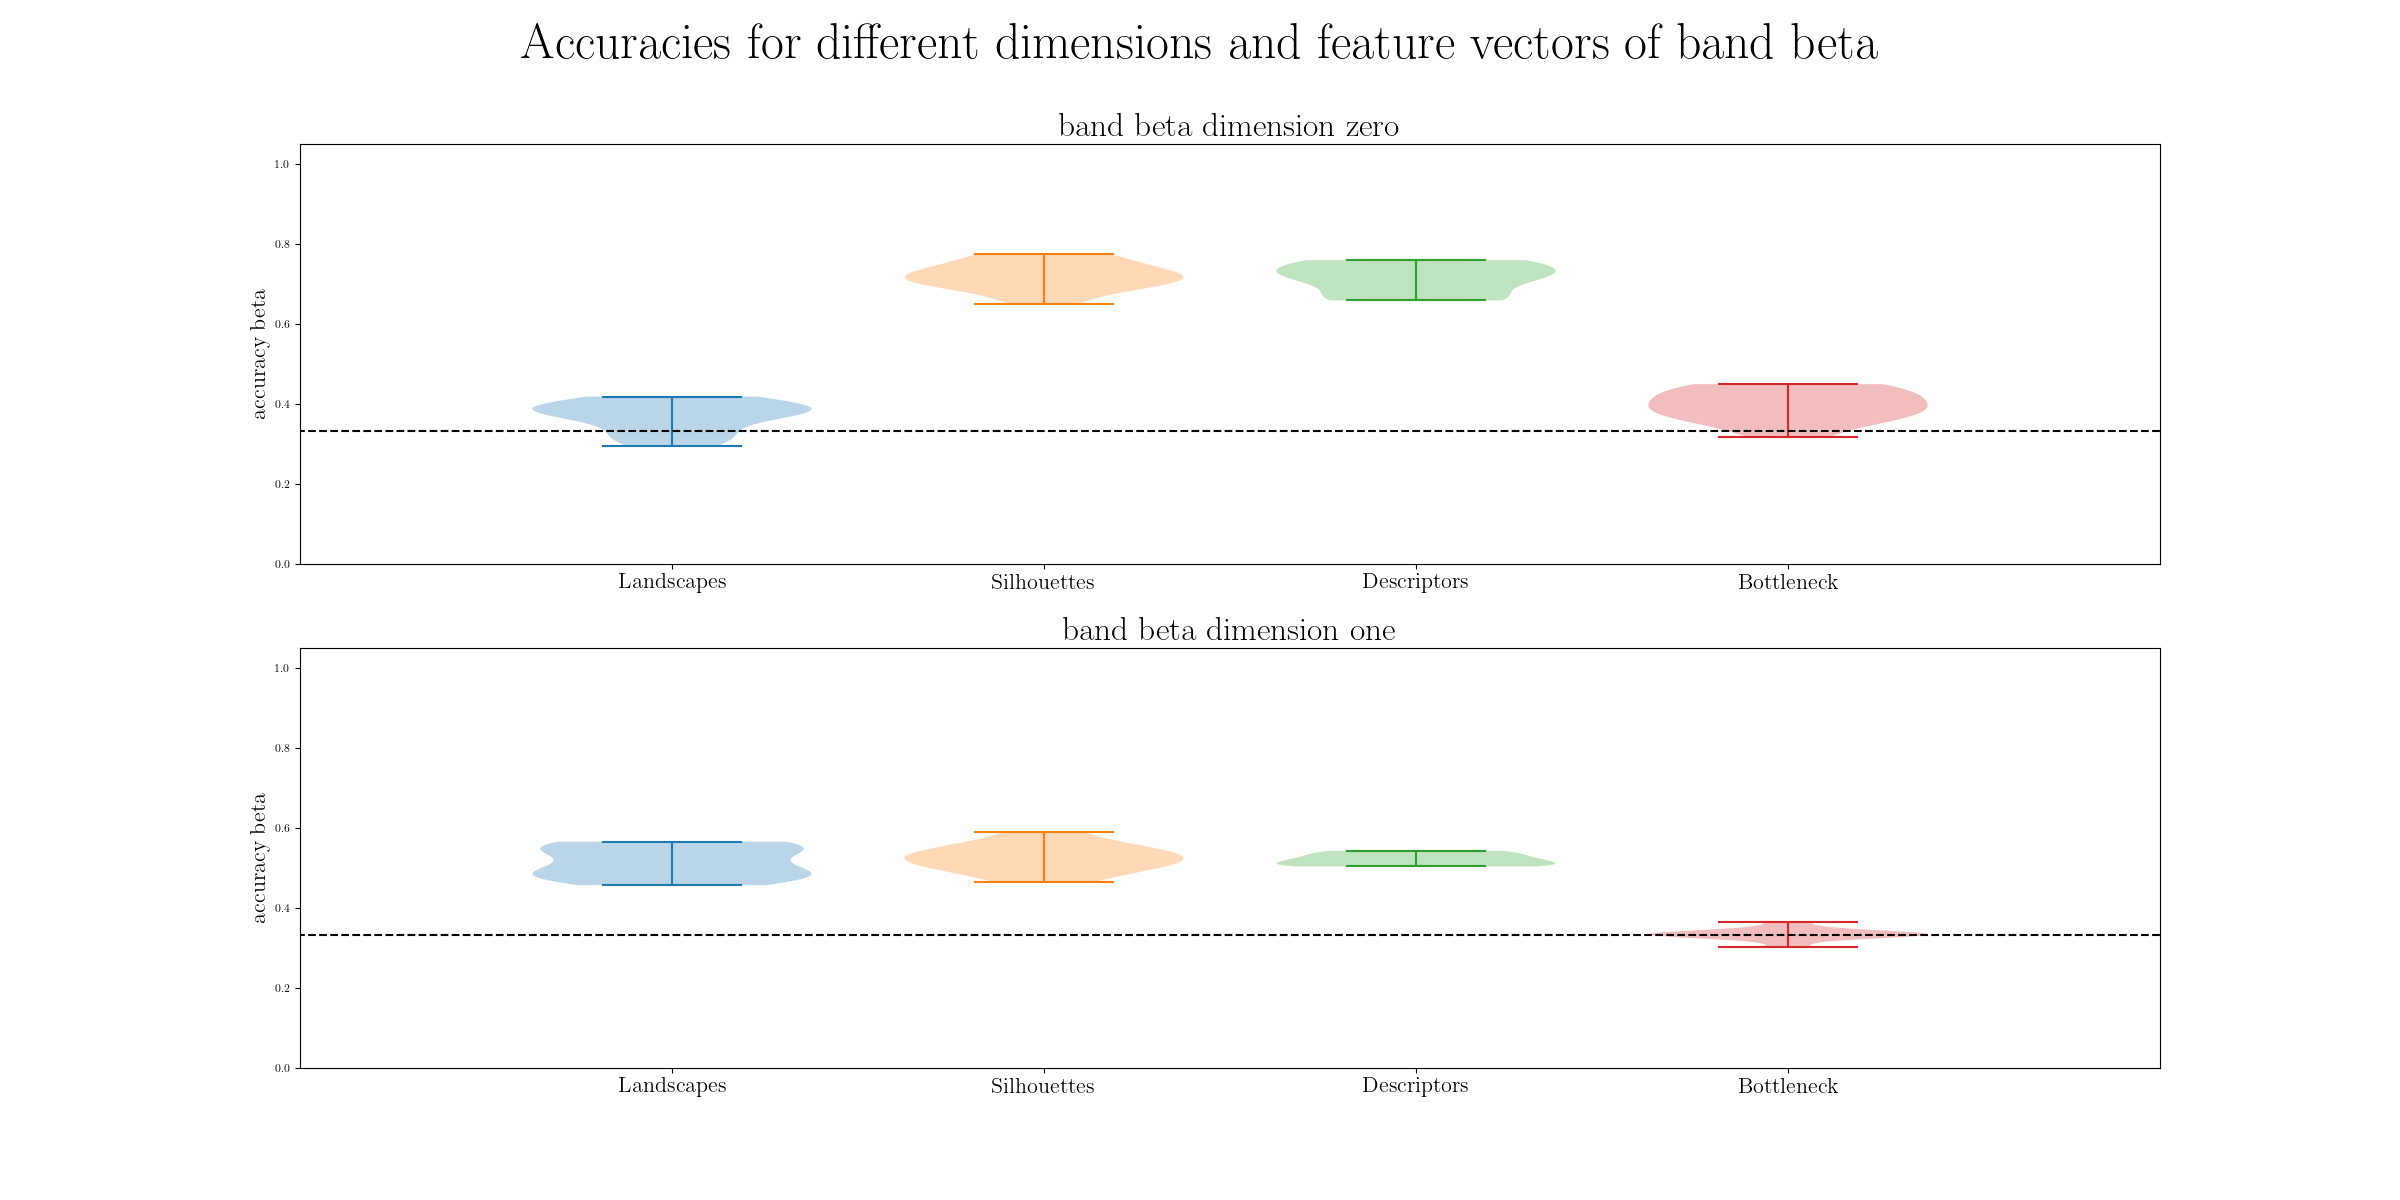 Accuracies for different dimensions and feature vectors of band beta
band beta dimension zero
accuracy beta
1.0
0.8
0.6
0.4
0.2
0.0
Landscapes Silhouettes Descriptors Bottleneck
band beta dimension one
accuracy beta
1.0
0.8
0.6
0.4
0.2
0.0
Landscapes Silhouettes Descriptors Bottleneck